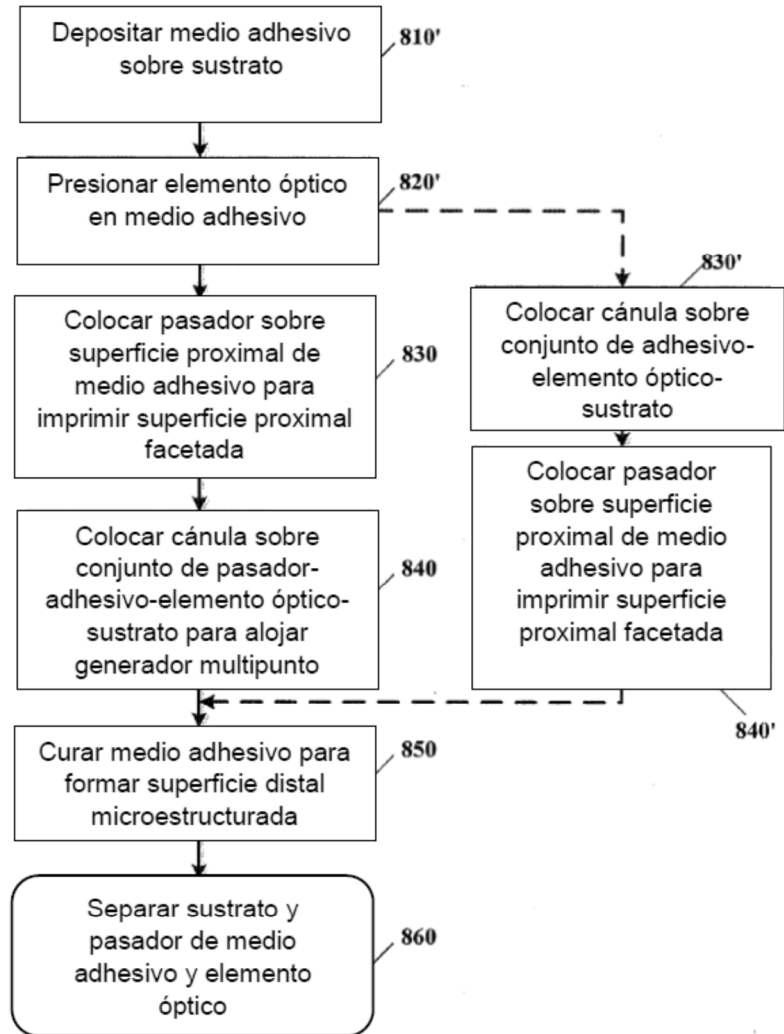 Depositar medio adhesivo
sobre sustrato
810'
Presionar elemento óptico
en medio adhesivo
820'
Colocar pasador sobre
superficie proximal de
medio adhesivo para
imprimir superficie proximal
facetada
830
Colocar cánula sobre
conjunto de pasador-
adhesivo-elemento óptico-
sustrato para alojar
generador multipunto
840
830'
Colocar cánula sobre
conjunto de adhesivo-
elemento óptico-
sustrato
Colocar pasador
sobre superficie
proximal de medio
adhesivo para
imprimir superficie
proximal facetada
840'
Curar medio adhesivo para
formar superficie distal
microestructurada
850
Separar sustrato y
pasador de medio
adhesivo y elemento
óptico
860